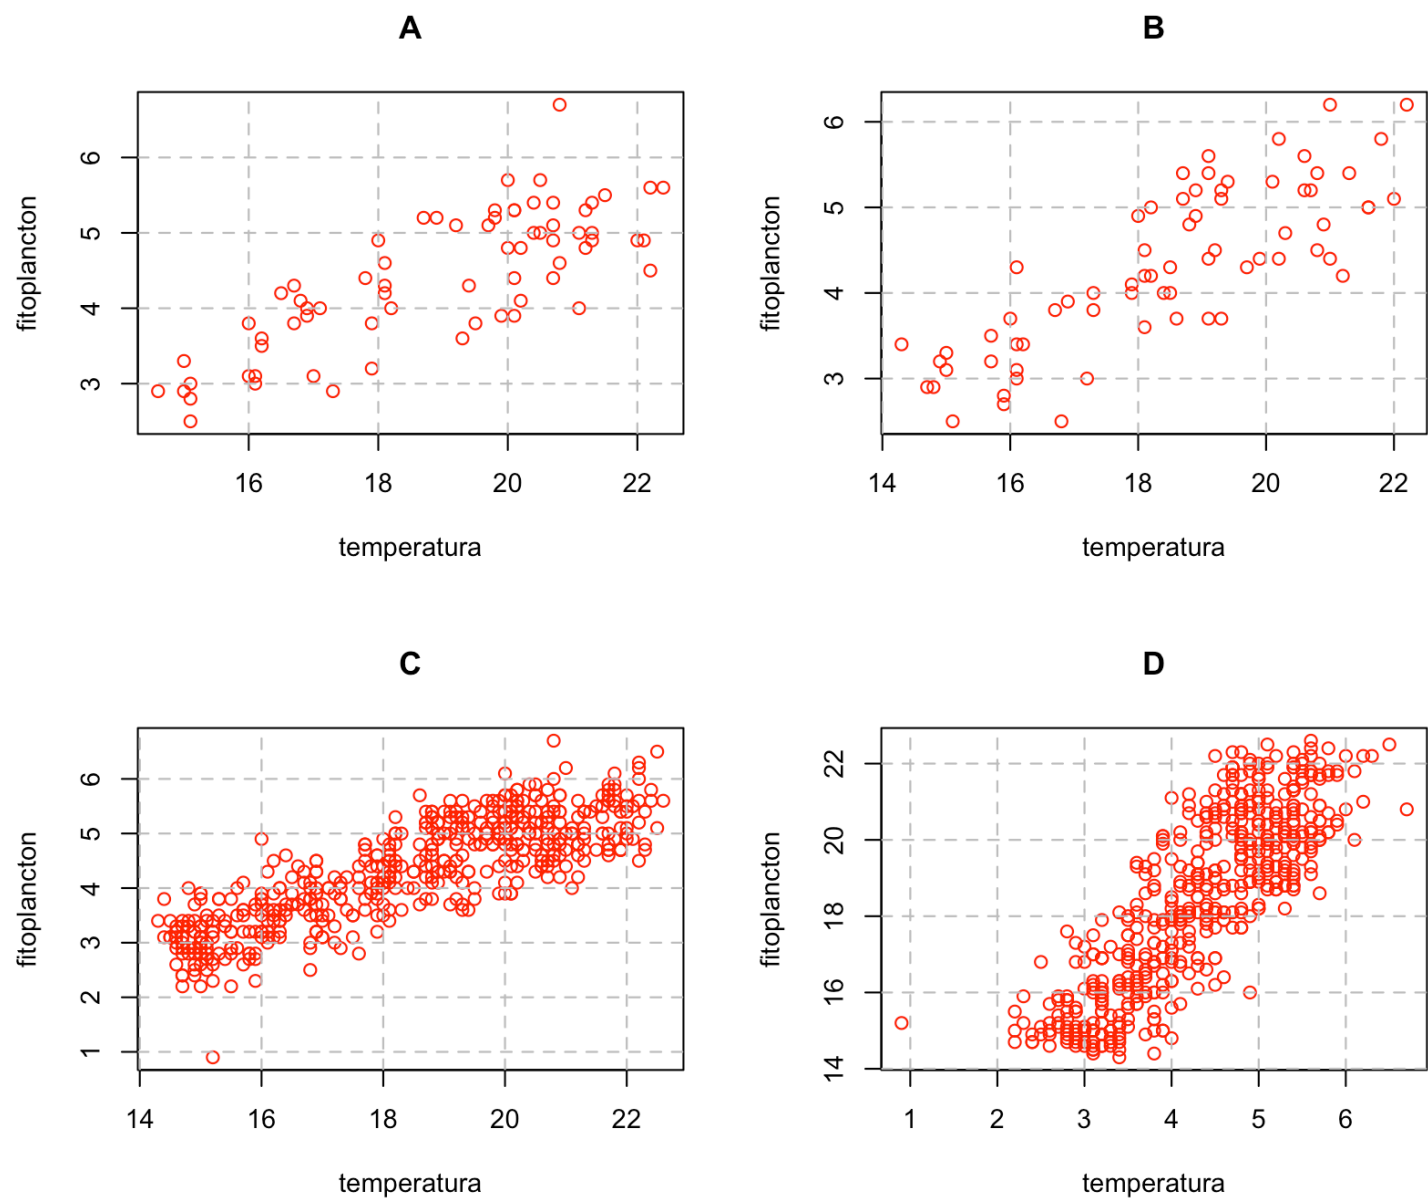 A
fitoplancton
3 4 5 6
16 18 20 22
temperatura
B
fitoplancton
3 4 5 6
14 16 18 20 22
temperatura
C
fitoplancton
1 2 3 4 5 6
14 16 18 20 22
temperatura
D
fitoplancton
14 16 18 20 22
1 2 3 4 5 6
temperatura